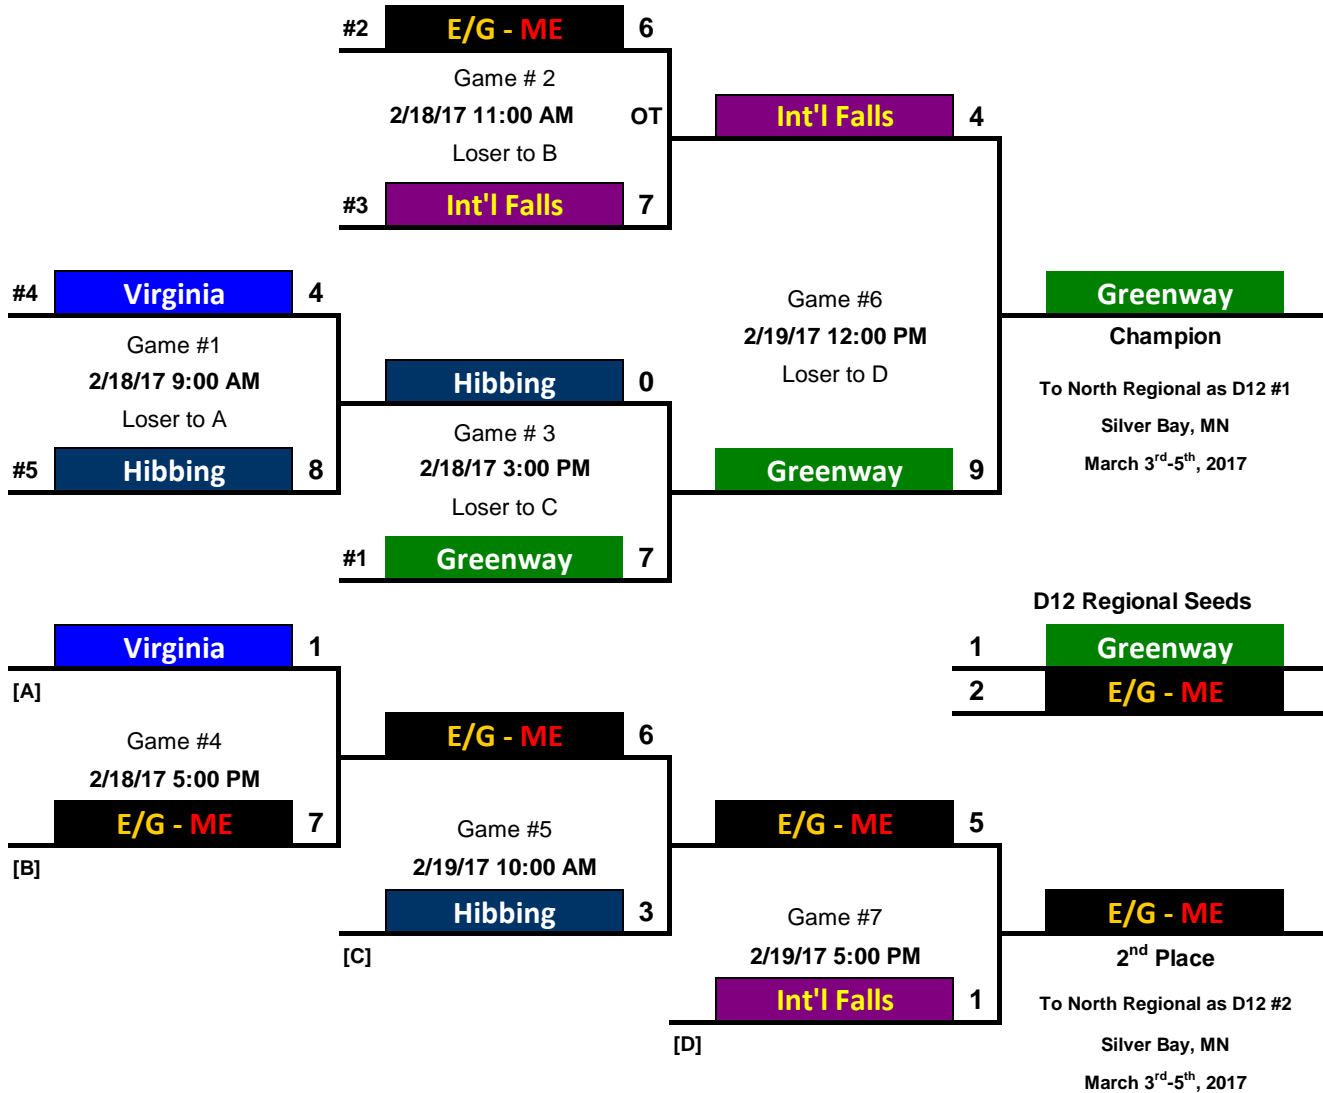 #2 E/G - ME 6
Game # 2
2/18/17 11:00 AM OT
Loser to B
#3 Int'l Falls 7
Int'l Falls 4
#4 Virginia 4
Game #1
2/18/17 9:00 AM
Loser to A
#5 Hibbing 8
Hibbing 0
Game # 3
2/18/17 3:00 PM
Loser to C
#1 Greenway 7
Game #6
2/19/17 12:00 PM
Loser to D
Greenway 9
Greenway
Champion
To North Regional as D12 #1
Silver Bay, MN
March 3rd-5th, 2017
D12 Regional Seeds
1 Greenway
2 E/G - ME
Virginia 1
[A]
Game #4
2/18/17 5:00 PM
E/G - ME 7
[B]
E/G - ME 6
Game #5
2/19/17 10:00 AM
Hibbing 3
[C]
E/G - ME 5
Game #7
2/19/17 5:00 PM
Int'l Falls 1
[D]
E/G - ME
2nd Place
To North Regional as D12 #2
Silver Bay, MN
March 3rd-5th, 2017